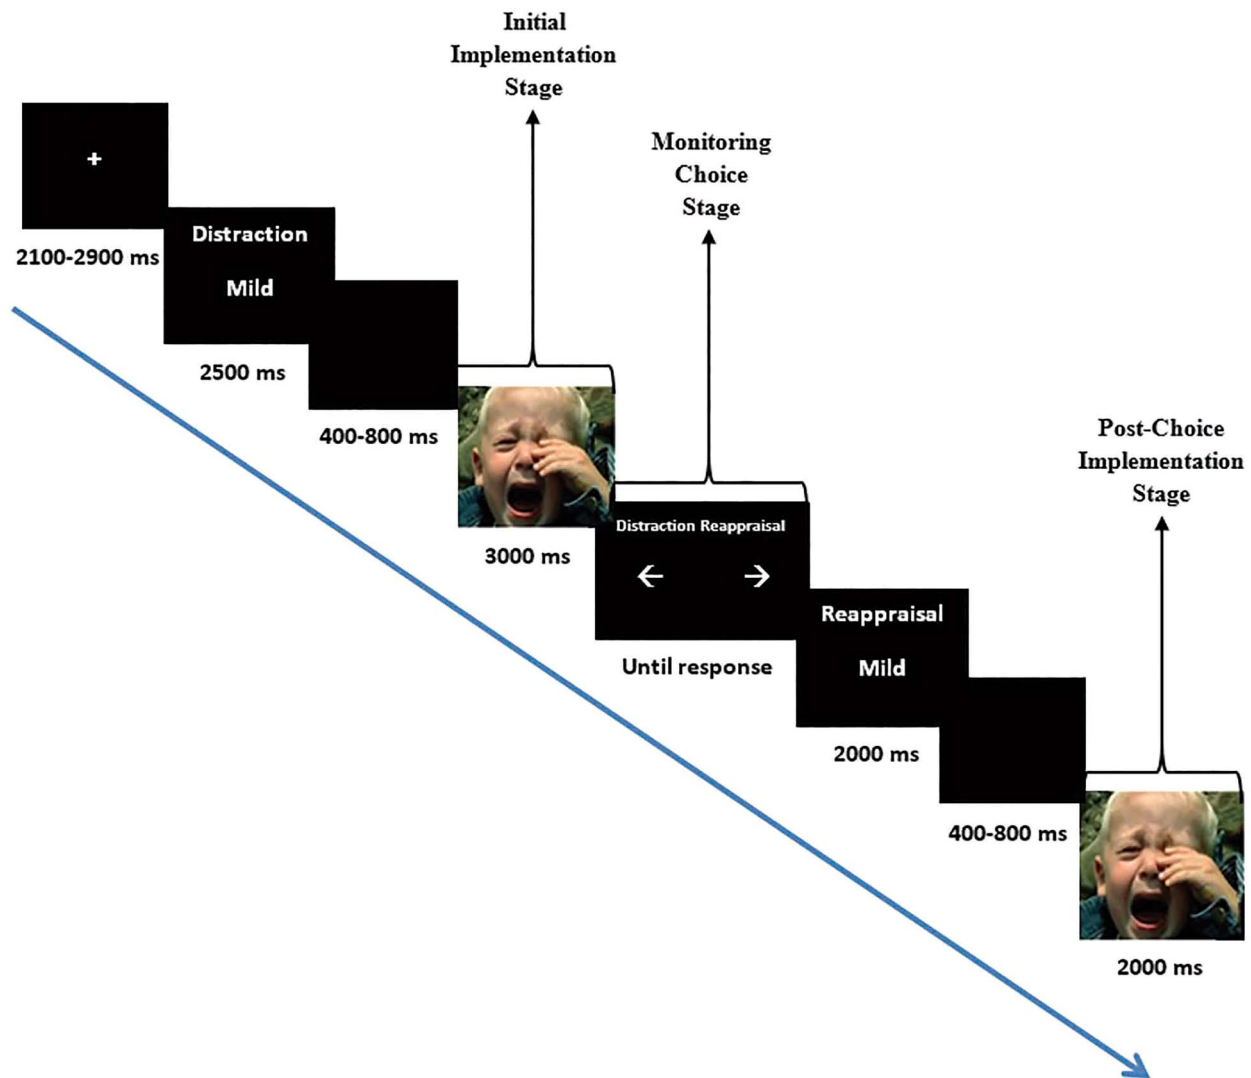 Initial
Implementation
Stage
Monitoring
Choice
Stage
+
2100-2900 ms
Distraction
Mild
2500 ms
400-800 ms
3000 ms
Distraction Reappraisal
← →
Until response
Reappraisal
Mild
2000 ms
400-800 ms
Post-Choice
Implementation
Stage
2000 ms